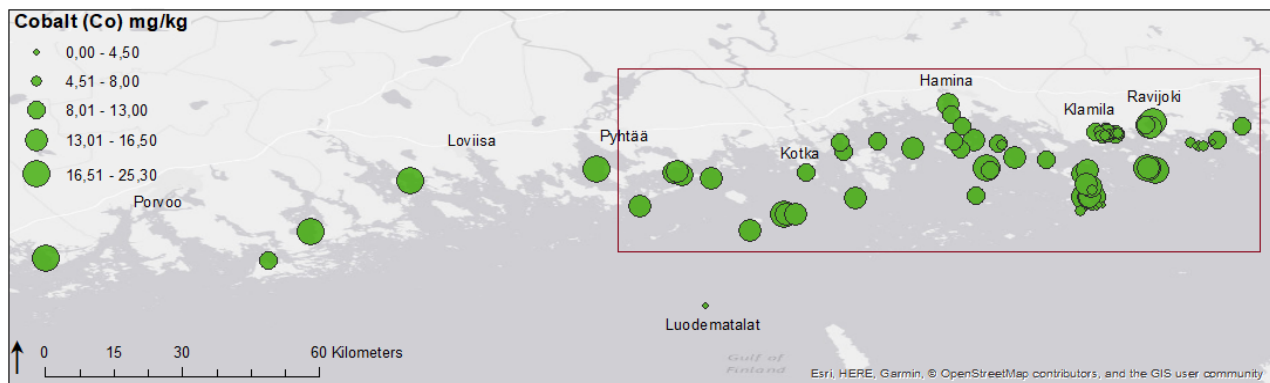 Cobalt (Co) mg/kg
0,00 - 4,50
4,51 - 8,00
8,01 - 13,00
13,01 - 16,50
16,51 - 25,30
Hamina
Ravijoki
Klamila
Loviisa
Pyhtää
Kotka
Porvoo
Luodematalat
0 15 30 60 Kilometers
Gulf of
Finland
Esri, HERE, Garmin, © OpenStreetMap contributors, and the GIS user community